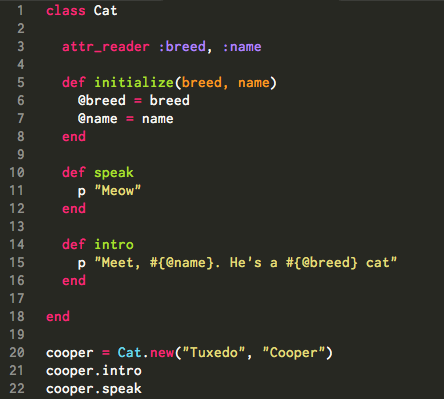 1 class Cat
2
3   attr_reader :breed, :name
4
5   def initialize(breed, name)
6     @breed = breed
7     @name = name
8   end
9
10   def speak
11     p "Meow"
12   end
13
14   def intro
15     p "Meet, #{@name}. He's a #{@breed} cat"
16   end
17
18 end
19
20 cooper = Cat.new("Tuxedo", "Cooper")
21 cooper.intro
22 cooper.speak